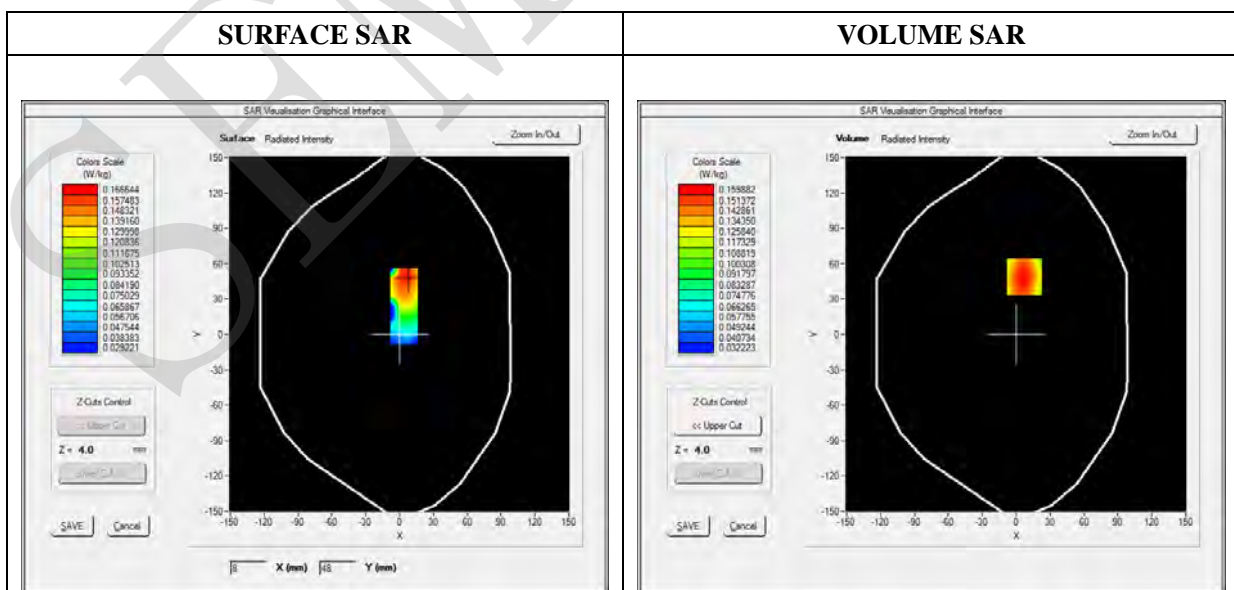 SURFACE SAR
VOLUME SAR
SAR Visualisation Graphical Interface
Surface Radiated Intensity
Zoom In/Out
Colors Scale
(W/kg)
0.166644
0.157483
0.148321
0.139160
0.129998
0.120836
0.111675
0.102513
0.093352
0.084190
0.075029
0.065867
0.056706
0.047544
0.038383
0.029221
Z-Cuts Control
<< Upper Cut
Z = 4.0 mm
SAVE
Cancel
150
120
90
60
30
0
-30
-60
-90
-120
-150
Y
-150 -120 -90 -60 -30 0 30 60 90 120 150
X
8 X (mm) 48 Y (mm)
SAR Visualisation Graphical Interface
Volume Radiated Intensity
Zoom In/Out
Colors Scale
(W/kg)
0.159882
0.151372
0.142861
0.134350
0.125840
0.117329
0.108819
0.100308
0.091797
0.083287
0.074776
0.066265
0.057755
0.049244
0.040734
0.032223
Z-Cuts Control
<< Upper Cut
Z = 4.0 mm
SAVE
Cancel
150
120
90
60
30
0
-30
-60
-90
-120
-150
Y
-150 -120 -90 -60 -30 0 30 60 90 120 150
X